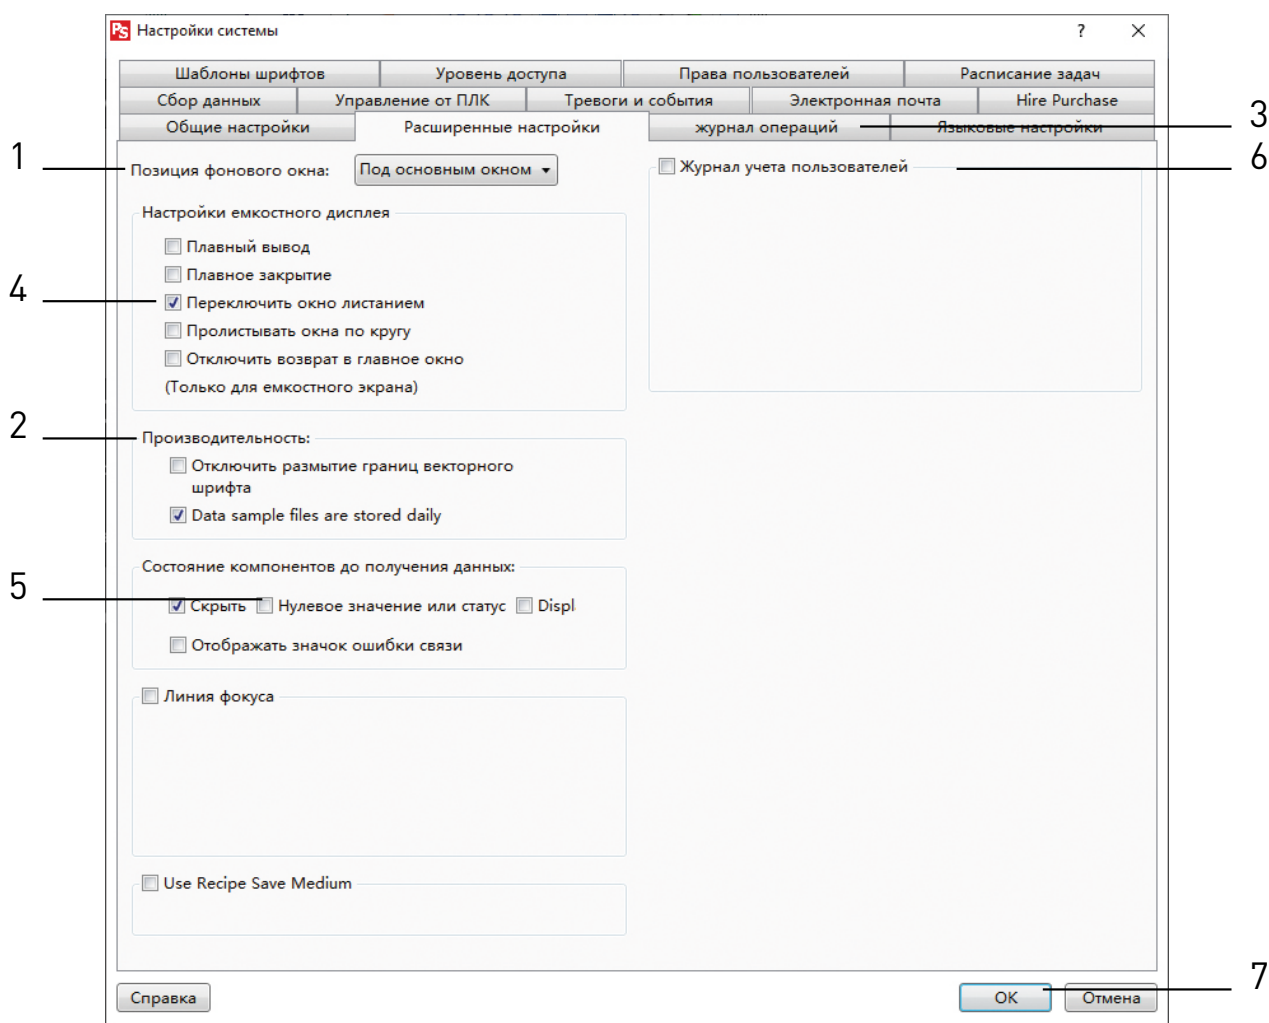 PS Настройки системы ?
Шаблоны шрифтов Уровень доступа Права пользователей Расписание задач
Сбор данных Управление от ПЛК Тревоги и события Электронная почта Hire Purchase
Общие настройки Расширенные настройки журнал операций Языковые настройки 3
1 Позиция фонового окна: Под основным окном Журнал учета пользователей 6
Настройки емкостного дисплея
Плавный вывод
Плавное закрытие
4 Переключить окно листанием
Пролистывать окна по кругу
Отключить возврат в главное окно
(Только для емкостного экрана)
2 Производительность:
Отключить размытие границ векторного
шрифта
Data sample files are stored daily
Состояние компонентов до получения данных:
5 Скрыть Нулевое значение или статус Displ
Отображать значок ошибки связи
Линия фокуса
Use Recipe Save Medium
Справка OK Отмена 7